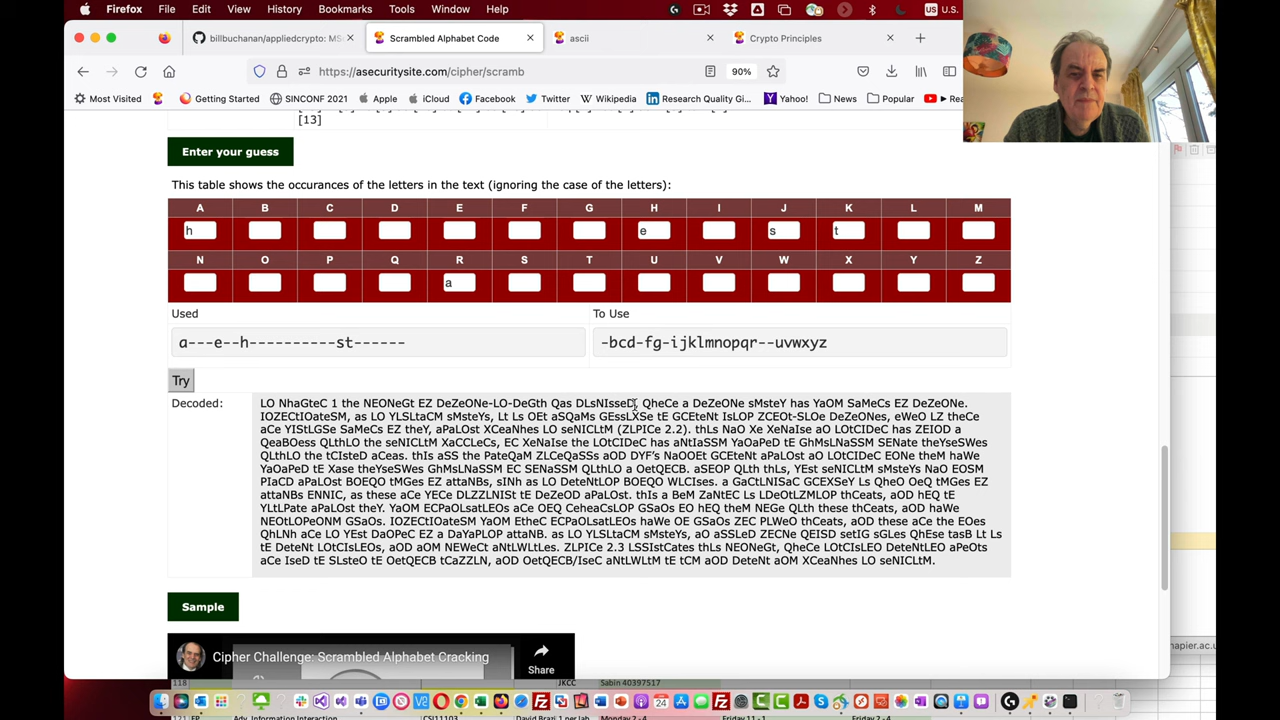 Firefox File Edit View History Bookmarks Tools Window Help U.S.
billbuchanan/appliedcrypto: MS Scrambled Alphabet Code ascii Crypto Principles
https://asecuritysite.com/cipher/scramb 90%
Most Visited Getting Started SINCONF 2021 Apple iCloud Facebook Twitter Wikipedia Research Quality Gi... Yahoo! News Popular Rea
[13]
Enter your guess
This table shows the occurances of the letters in the text (ignoring the case of the letters):
A B C D E F G H I J K L M
h e s t
N O P Q R S T U V W X Y Z
a
Used To Use
a---e--h----------st------ -bcd-fg-ijklmnopqr--uvwxyz
Try
Decoded: LO NhaGteC 1 the NEONeGt EZ DeZeONe-LO-DeGth Qas DLsNIsseD, QheCe a DeZeONe sMsteY has YaOM SaMeCs EZ DeZeONe.
IOZECtIOateSM, as LO YLSLtaCM sMsteYs, Lt Ls OEt aSQaMs GEssLXSe tE GCEteNt IsLOP ZCEOt-SLOe DeZeONes, eWeO LZ theCe
aCe YIStLGSe SaMeCs EZ theY, aPaLOst XCeaNhes LO seNICLtM (ZLPICe 2.2). thLs NaO Xe XeNaIse aO LOtCIDeC has ZEIOD a
QeaBOess QLthLO the seNICLtM XaCCLeCs, EC XeNaIse the LOtCIDeC has aNtIaSSM YaOaPeD tE GhMsLNaSSM SENate theYseSWes
QLthLO the tCIsteD aCeas. thIs aSS the PateQaM ZLCeQaSSs aOD DYF's NaOOEt GCEteNt aPaLOst aO LOtCIDeC EONe theM haWe
YaOaPeD tE Xase theYseSWes GhMsLNaSSM EC SENaSSM QLthLO a OetQECB. aSEOP QLth thLs, YEst seNICLtM sMsteYs NaO EOSM
PIaCD aPaLOst BOEQO tMGes EZ attaNBs, sINh as LO DeteNtLOP BOEQO WLCIses. a GaCtLNISaC GCEXSeY Ls QheO OeQ tMGes EZ
attaNBs ENNIC, as these aCe YECe DLZZLNISt tE DeZeOD aPaLOst. thIs a BeM ZaNtEC Ls LDeOtLZMLOP thCeats, aOD hEQ tE
YLtLPate aPaLOst theY. YaOM ECPaOLsatLEOs aCe OEQ CeheaCsLOP GSaOs EO hEQ theM NEGe QLth these thCeats, aOD haWe
NEOtLOPeONM GSaOs. IOZECtIOateSM YaOM EtheC ECPaOLsatLEOs haWe OE GSaOs ZEC PLWeO thCeats, aOD these aCe the EOes
QhLNh aCe LO YEst DaOPeC EZ a DaYaPLOP attaNB. as LO YLSLtaCM sMsteYs, aO aSSLeD ZECNe QEISD setIG sGLes QhEse tasB Lt Ls
tE DeteNt LOtCIsLEOs, aOD aOM NEWeCt aNtLWLtLes. ZLPICe 2.3 LSSIstCates thLs NEONeGt, QheCe LOtCIsLEO DeteNtLEO aPeOts
aCe IseD tE SLsteO tE OetQECB tCaZZLN, aOD OetQECB/IseC aNtLWLtM tE tCM aOD DeteNt aOM XCeaNhes LO seNICLtM.
Sample
Cipher Challenge: Scrambled Alphabet Cracking
Share